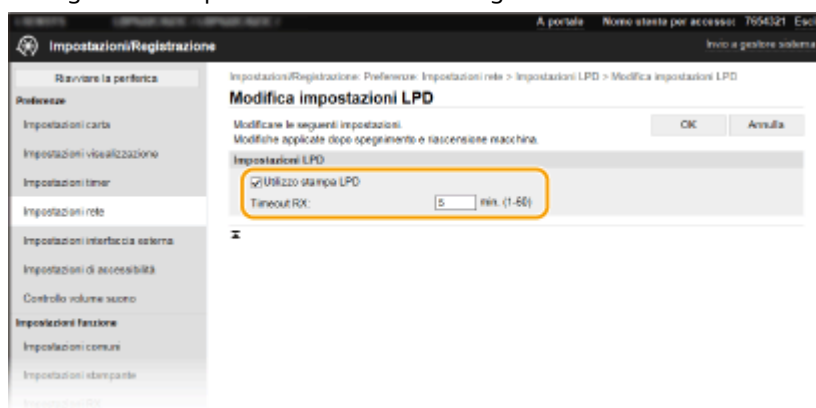 A portale Nome utente per accesso: 7654321
Impostazioni/Registrazione
Invio a gestore sistema
Riavviare la periferica
Preferenze
Impostazioni carta
Impostazioni visualizzazione
Impostazioni timer
Impostazioni rete
Impostazioni interfaccia esterna
Impostazioni di accessibilità
Controllo volume suono
Impostazioni funzione
Impostazioni comuni
Impostazioni stampante
Impostazioni/Registrazione: Preferenze: Impostazioni rete > Impostazioni LPD > Modifica impostazioni LPD
Modifica impostazioni LPD
Modificare le seguenti impostazioni.
Modifiche applicate dopo spegnimento e riaccensione macchina.
OK Annulla
Impostazioni LPD
Utilizzo stampa LPD
Timeout RX: 5 min. (1-60)